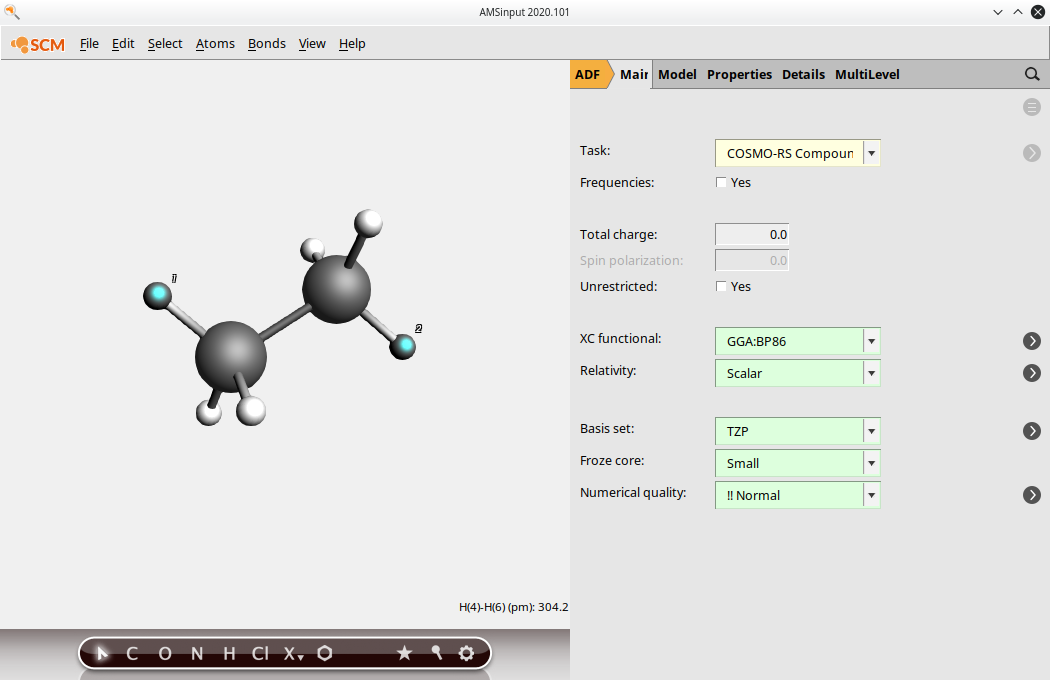 AMSinput 2020.101
SCM File Edit Select Atoms Bonds View Help
ADF Main Model Properties Details MultiLevel
Task: COSMO-RS Compoun
Frequencies: Yes
Total charge: 0.0
Spin polarization: 0.0
Unrestricted: Yes
XC functional: GGA:BP86
Relativity: Scalar
Basis set: TZP
Froze core: Small
Numerical quality: !! Normal
1
2
H(4)-H(6) (pm): 304.2
C O N H Cl X